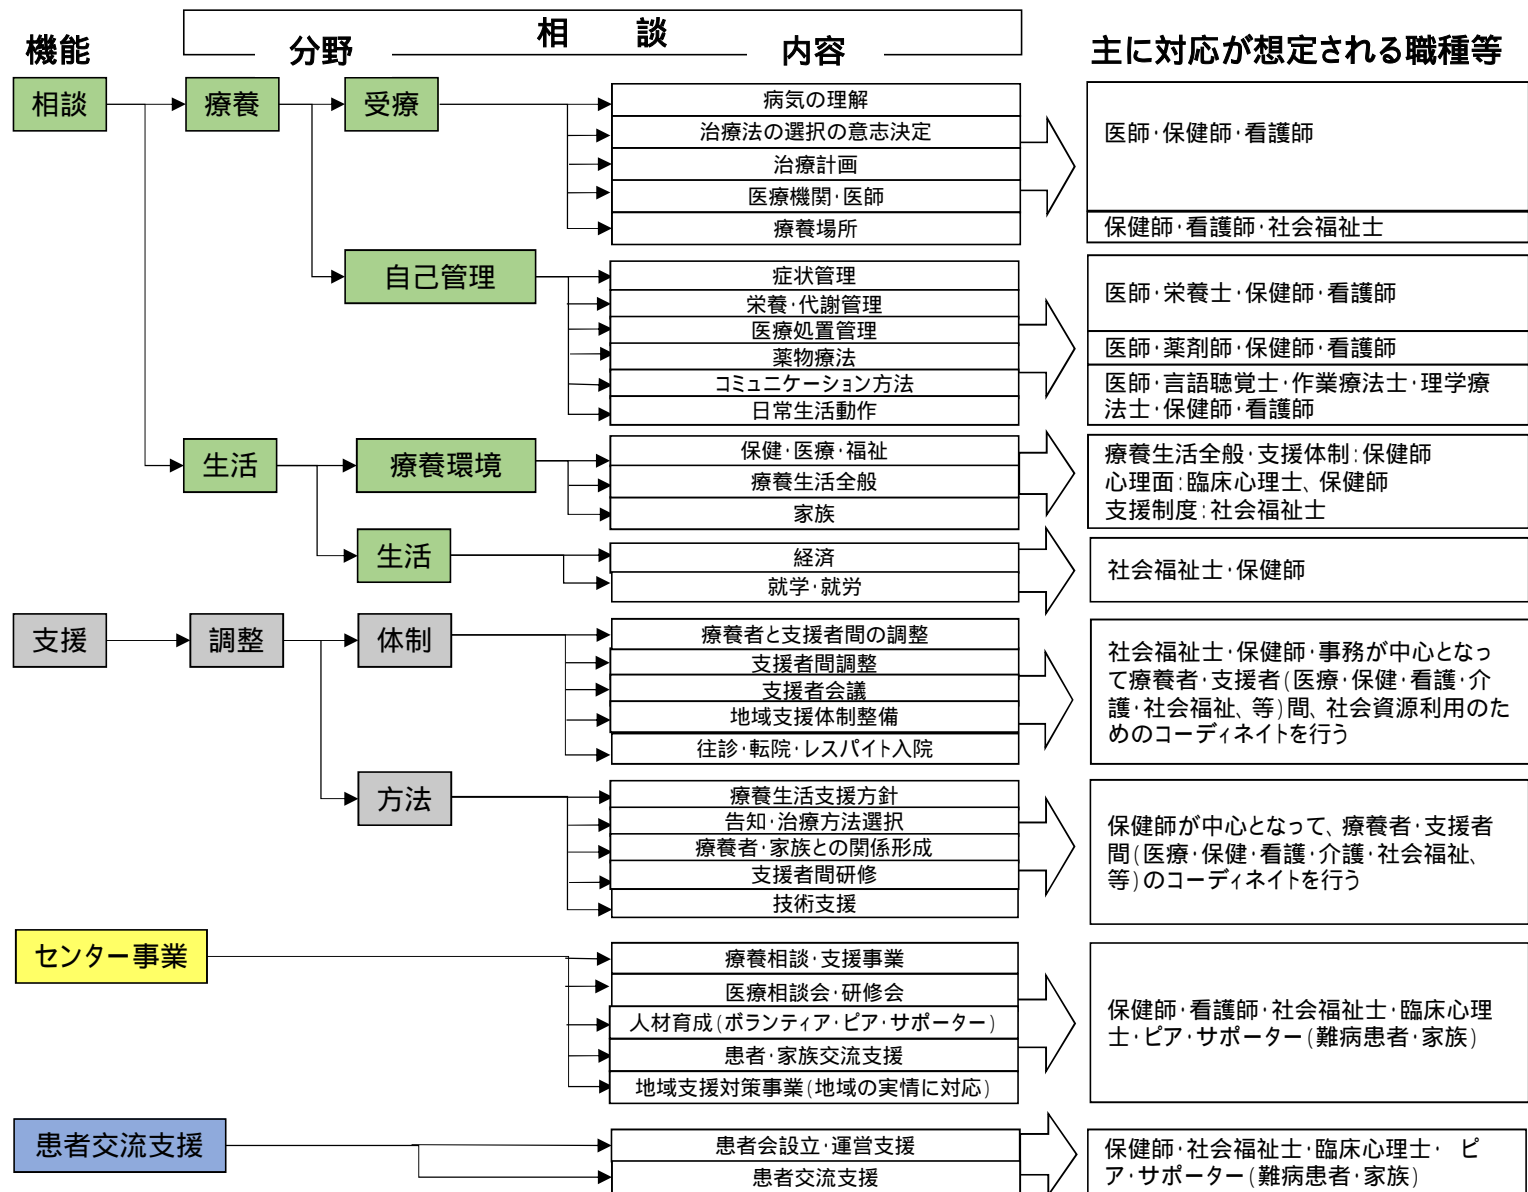 相　談
機能
分野
内容
主に対応が想定される職種等
相談
療養
受療
病気の理解
治療法の選択の意志決定
治療計画
医療機関･医師
療養場所
医師･保健師･看護師
保健師･看護師･社会福祉士
自己管理
症状管理
栄養･代謝管理
医療処置管理
薬物療法
コミュニケーション方法
日常生活動作
医師･栄養士･保健師･看護師
医師･薬剤師･保健師･看護師
医師･言語聴覚士･作業療法士･理学療
法士･保健師･看護師
生活
療養環境
保健･医療･福祉
療養生活全般
家族
療養生活全般･支援体制:保健師
心理面:臨床心理士、保健師
支援制度:社会福祉士
生活
経済
就学･就労
社会福祉士･保健師
支援
調整
体制
療養者と支援者間の調整
支援者間調整
支援者会議
地域支援体制整備
往診･転院･レスパイト入院
社会福祉士･保健師･事務が中心となっ
て療養者･支援者(医療･保健･看護･介
護･社会福祉、等)間、社会資源利用のた
めのコーディネイトを行う
方法
療養生活支援方針
告知･治療方法選択
療養者･家族との関係形成
支援者間研修
技術支援
保健師が中心となって、療養者･支援者
間(医療･保健･看護･介護･社会福祉、
等)のコーディネイトを行う
センター事業
療養相談･支援事業
医療相談会･研修会
人材育成(ボランティア･ピア･サポーター)
患者･家族交流支援
地域支援対策事業(地域の実情に対応)
保健師･看護師･社会福祉士･臨床心理
士･ピア･サポーター(難病患者･家族)
患者交流支援
患者会設立･運営支援
患者交流支援
保健師･社会福祉士･臨床心理士･ ピ
ア･サポーター(難病患者･家族)